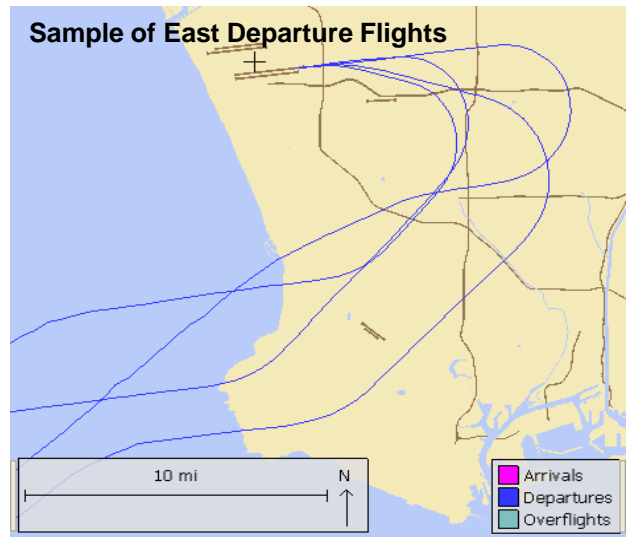 Sample of East Departure Flights
10 mi
N
Arrivals
Departures
Overflights